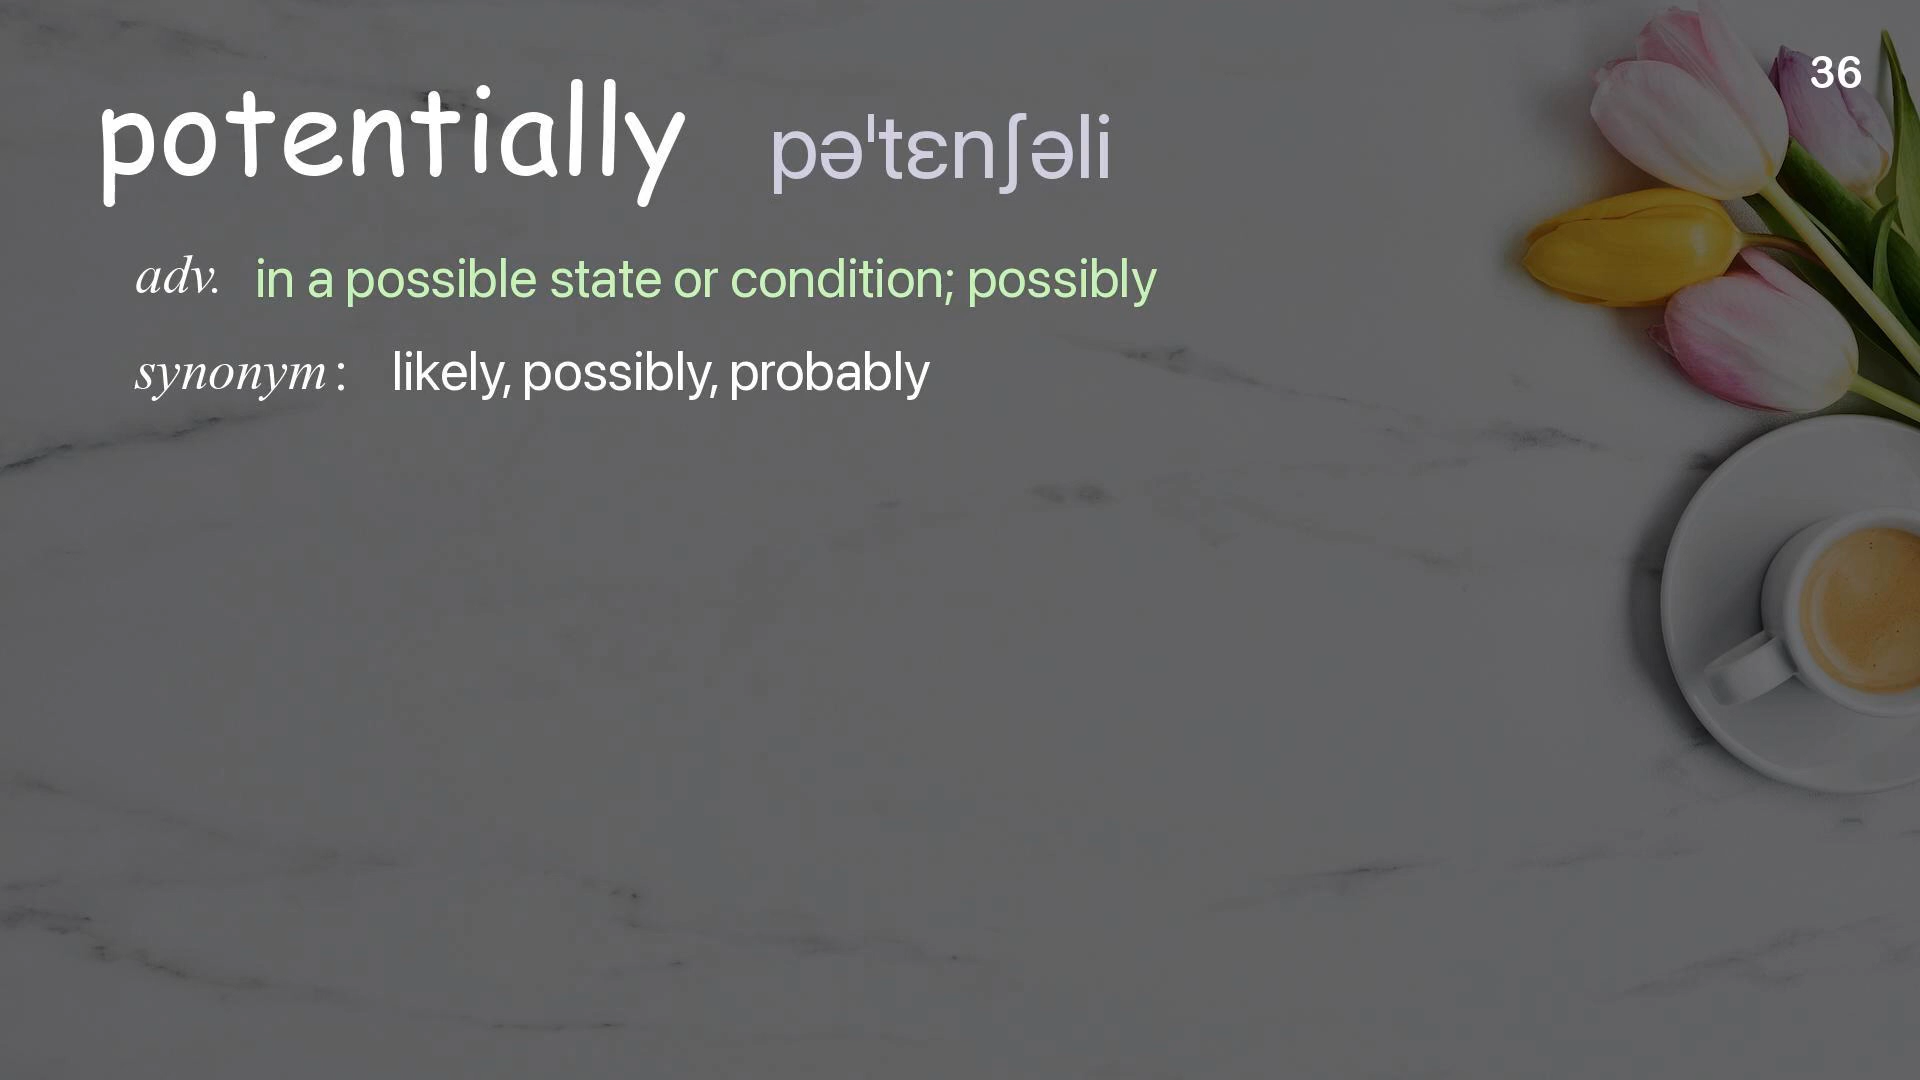 36
potentially pəˈtɛnʃəli
adv. in a possible state or condition; possibly
synonym: likely, possibly, probably